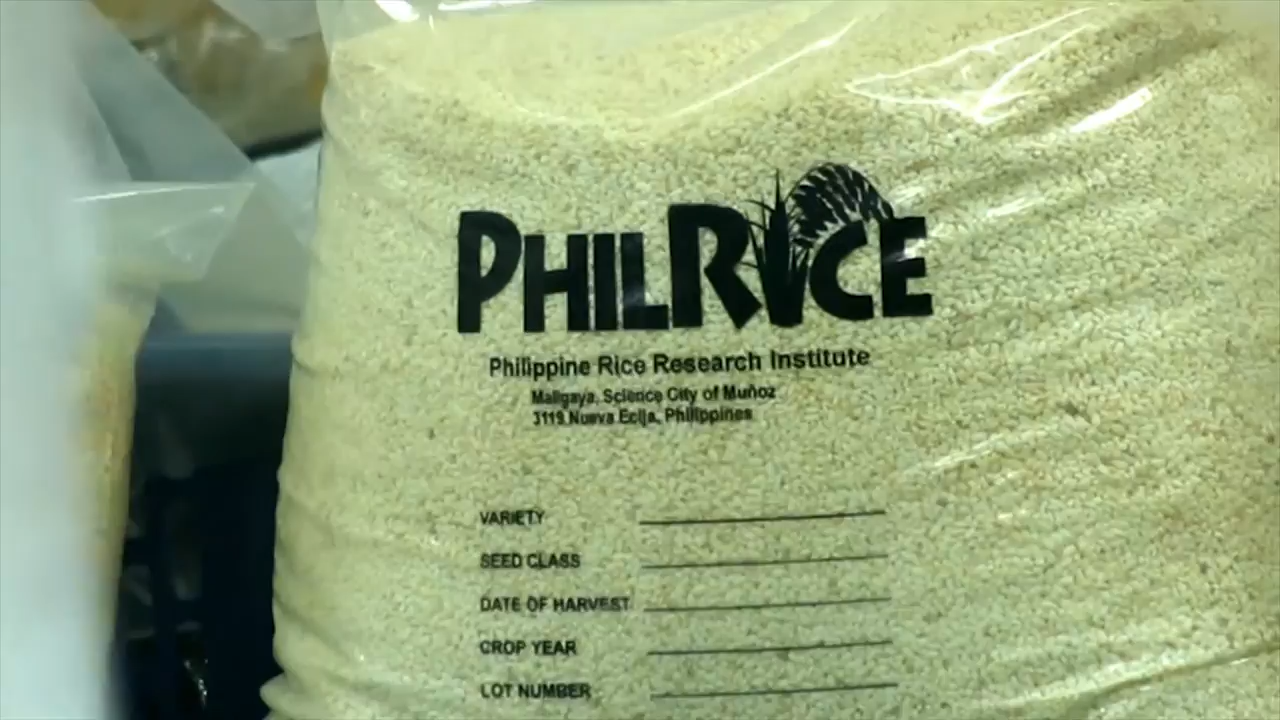 PHILRICE
Philippine Rice Research Institute
Maligaya, Science City of Muñoz
3119 Nueva Ecija, Philippines
VARIETY
SEED CLASS
DATE OF HARVEST
CROP YEAR
LOT NUMBER